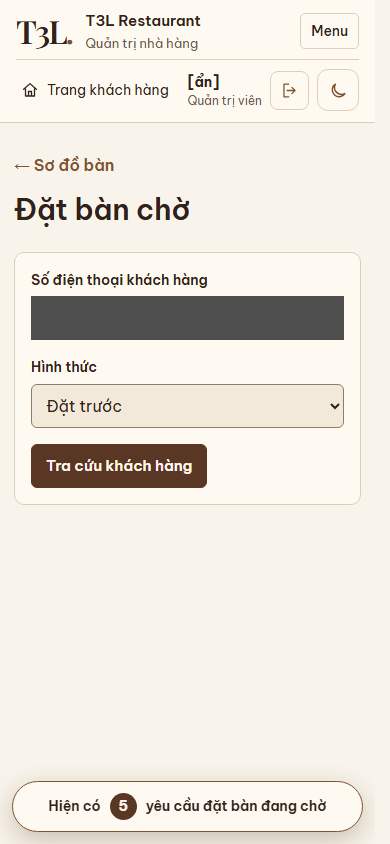 T3L.
T3L Restaurant
Quản trị nhà hàng
Menu
Trang khách hàng
[ẩn]
Quản trị viên
← Sơ đồ bàn
Đặt bàn chờ
Số điện thoại khách hàng
Hình thức
Đặt trước
Tra cứu khách hàng
Hiện có 5 yêu cầu đặt bàn đang chờ